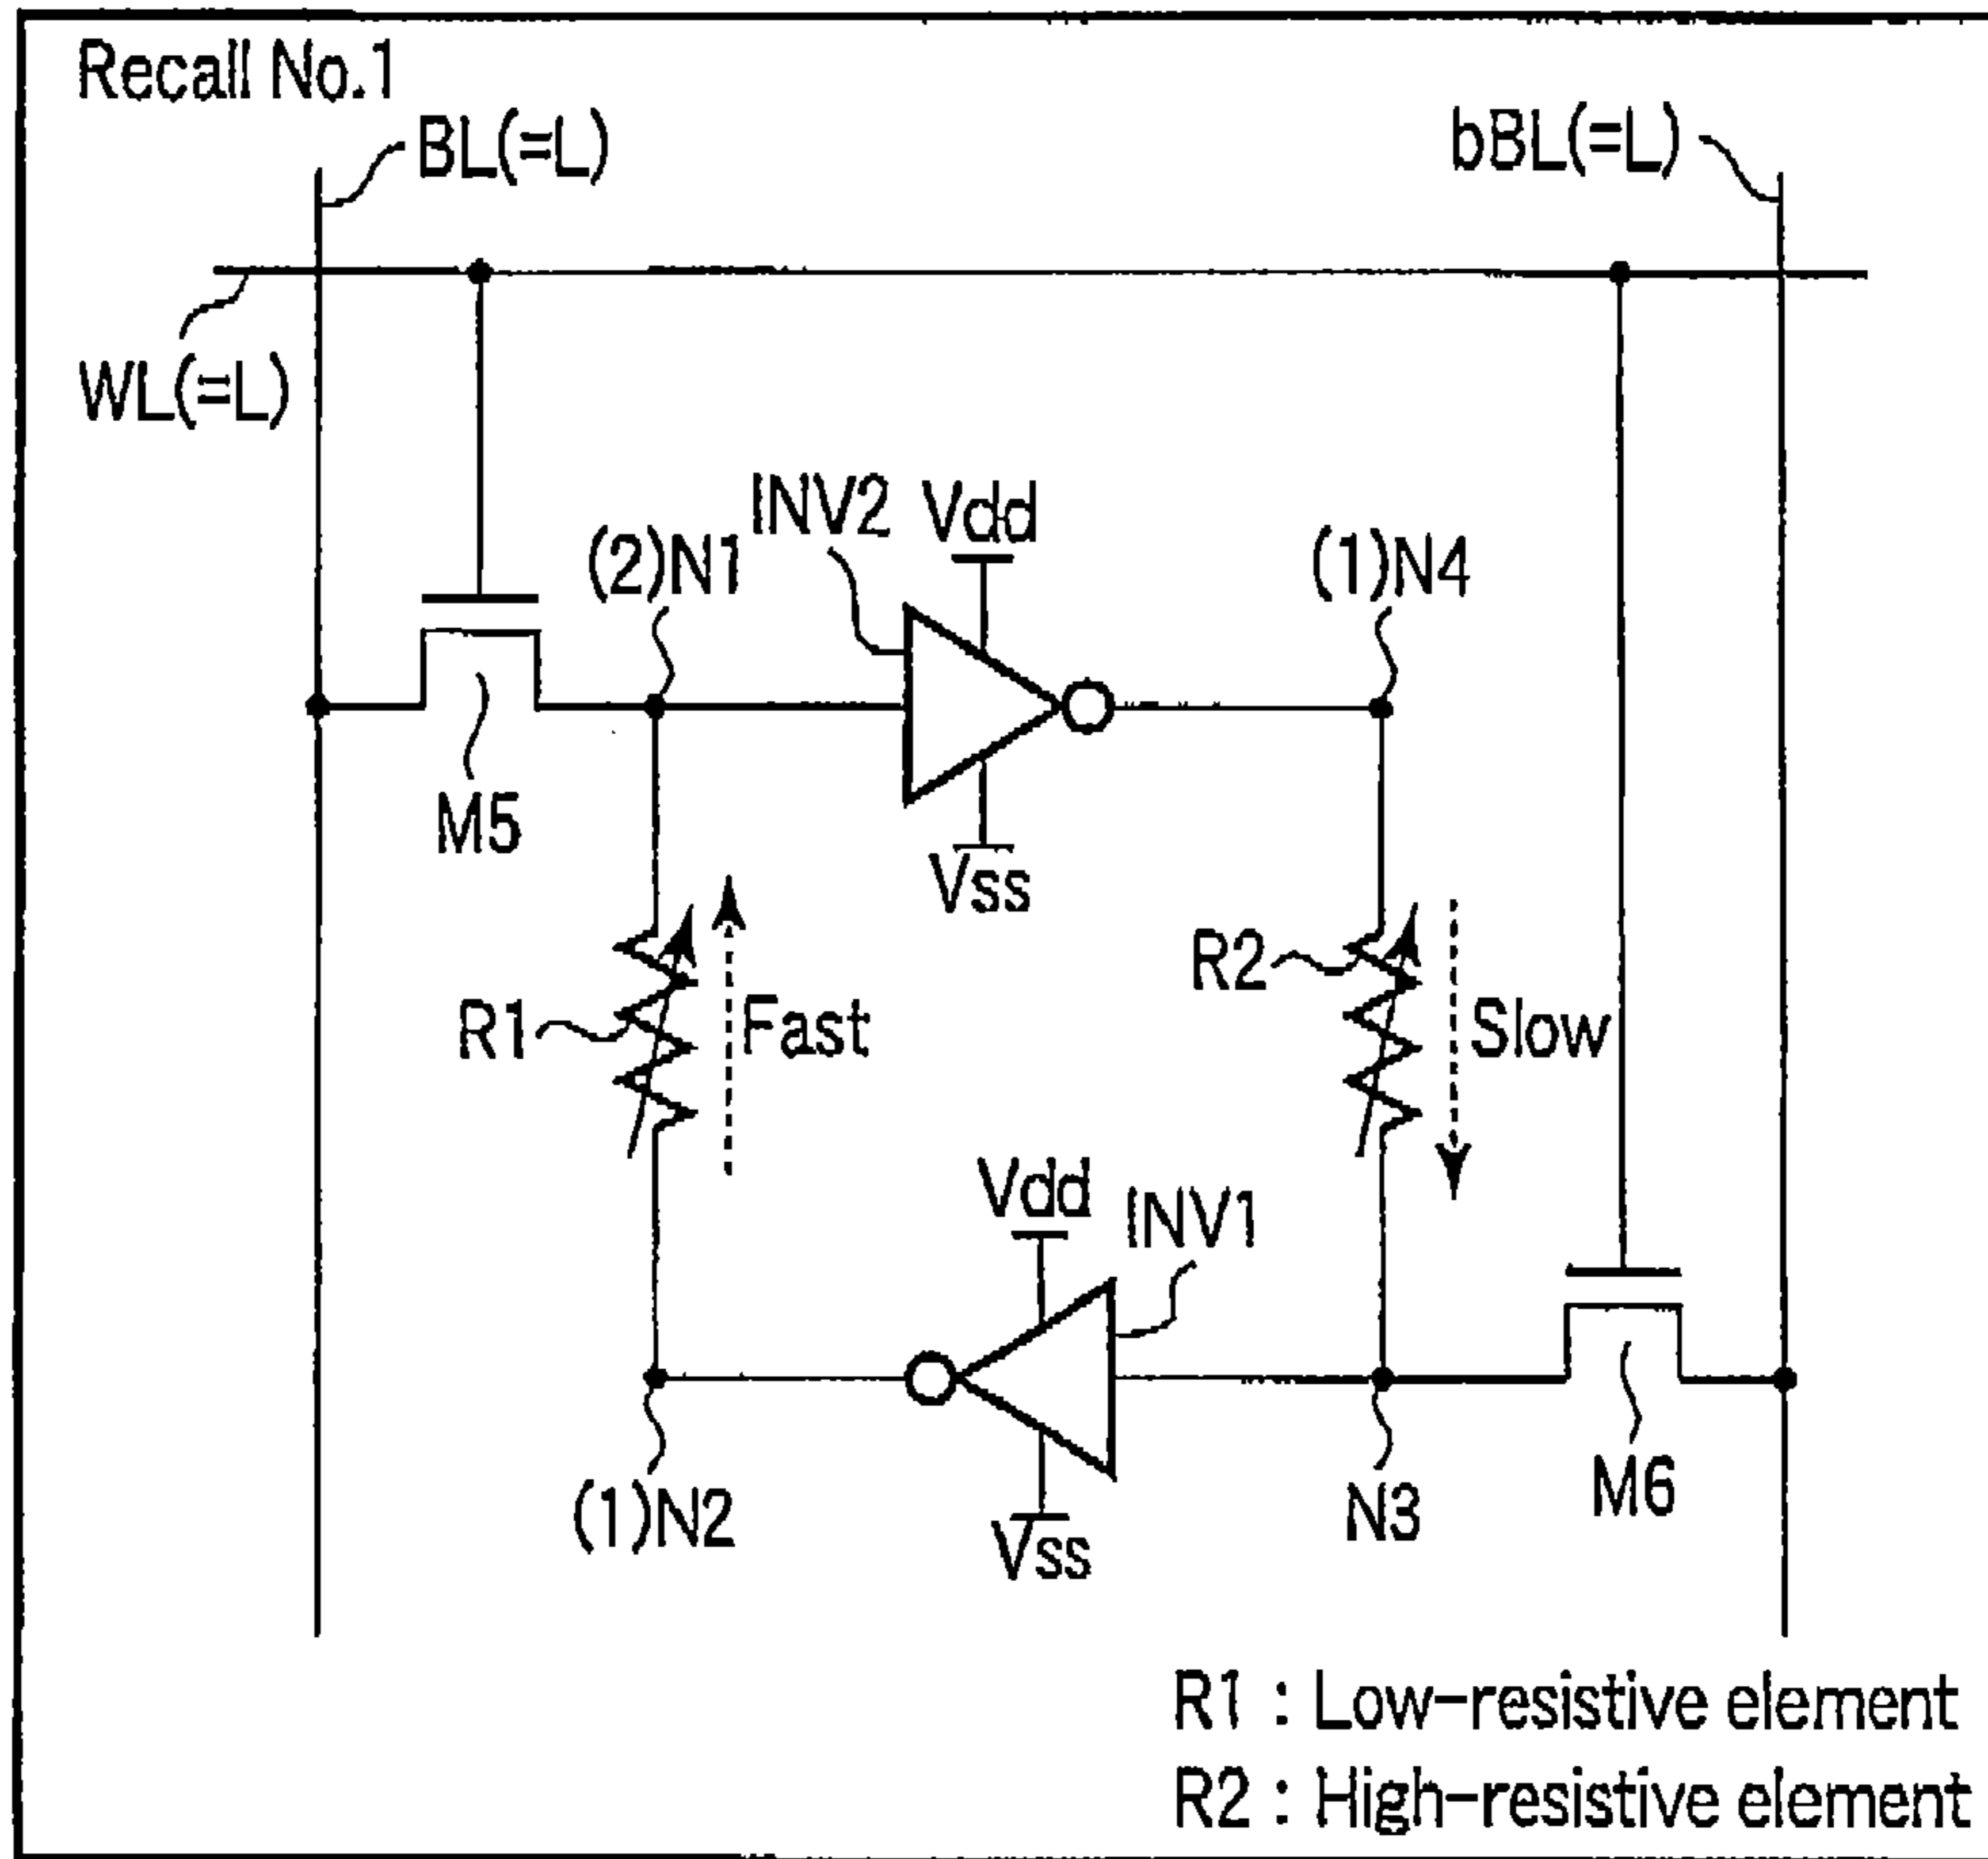 Recall No.1
BL(=L)
bBL(=L)
WL(=L)
INV2
Vdd
(2)N1
(1)N4
M5
Vss
R1
Fast
R2
Slow
Vdd
INV1
(1)N2
Vss
N3
M6
R1 : Low-resistive element
R2 : High-resistive element